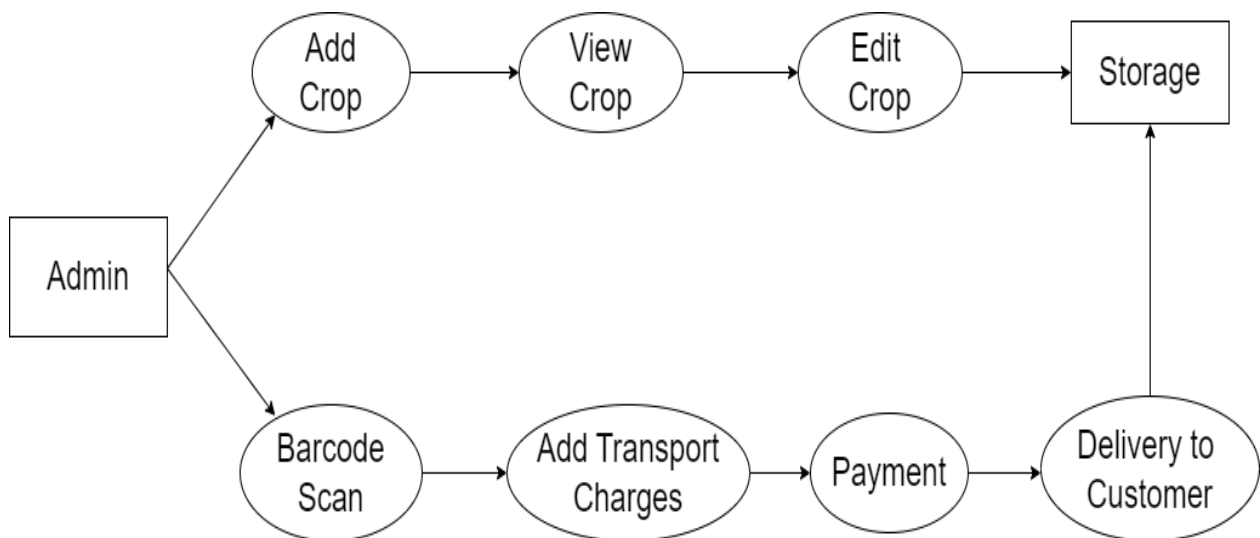 Add
Crop
View
Crop
Edit
Crop
Storage
Admin
Barcode
Scan
Add Transport
Charges
Payment
Delivery to
Customer